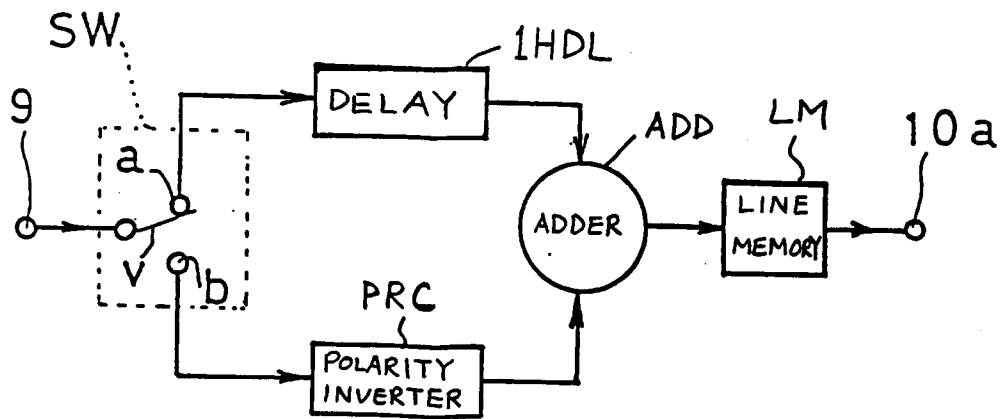 SW
1HDL
DELAY
9
a
ADD
LM
10a
ADDER
LINE
MEMORY
V
b
PRC
POLARITY
INVERTER